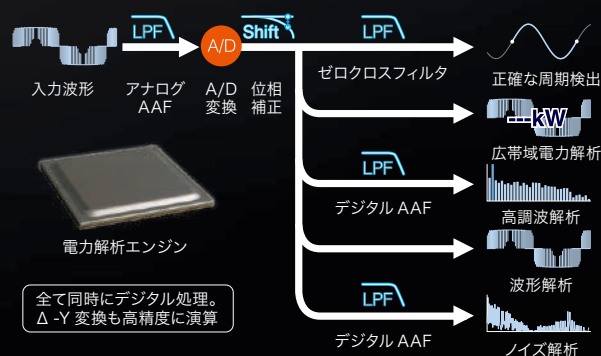 LPF
A/D
Shift
LPF
入力波形
アナログ
AAF
A/D
変換
位相
補正
ゼロクロスフィルタ
正確な周期検出
---kW
広帯域電力解析
LPF
デジタル AAF
高調波解析
電力解析エンジン
波形解析
全て同時にデジタル処理。
Δ -Y 変換も高精度に演算
LPF
デジタル AAF
ノイズ解析